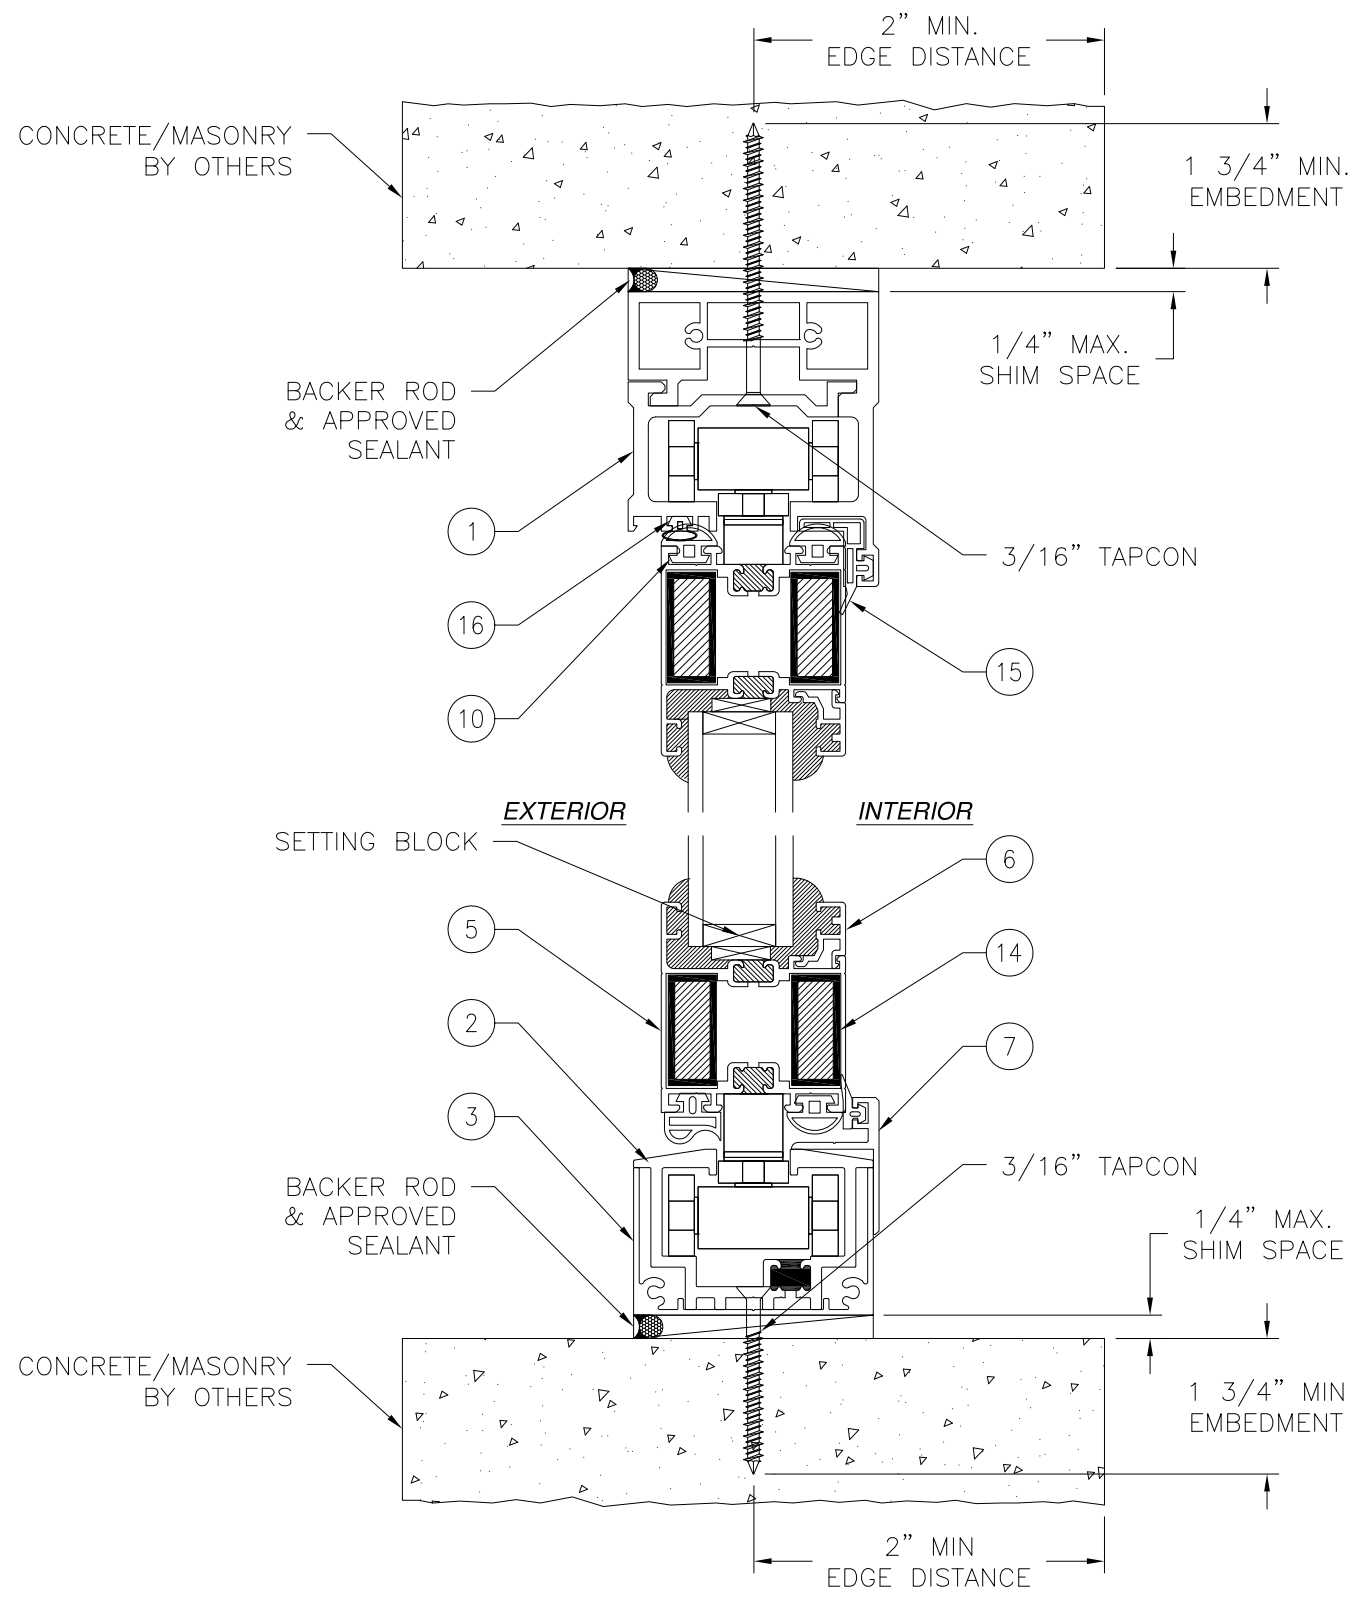 2” MIN.
EDGE DISTANCE
CONCRETE/MASONRY
BY OTHERS
1 3/4” MIN.
EMBEDMENT
1/4” MAX.
SHIM SPACE
BACKER ROD
& APPROVED
SEALANT
1
3/16” TAPCON
16
15
10
EXTERIOR
INTERIOR
SETTING BLOCK
6
5
14
2
7
3
3/16” TAPCON
BACKER ROD
& APPROVED
SEALANT
1/4” MAX.
SHIM SPACE
CONCRETE/MASONRY
BY OTHERS
1 3/4” MIN
EMBEDMENT
2” MIN
EDGE DISTANCE